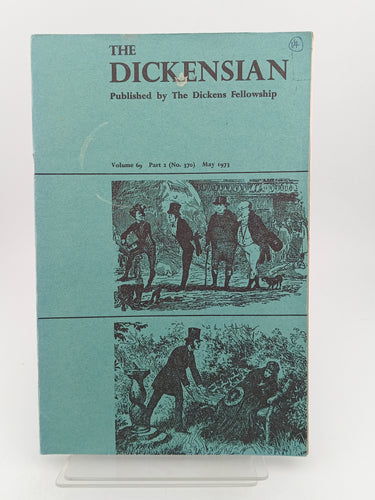 THE
DICKENSIAN
Published by The Dickens Fellowship
Volume 69 Part 2 (No. 370) May 1973